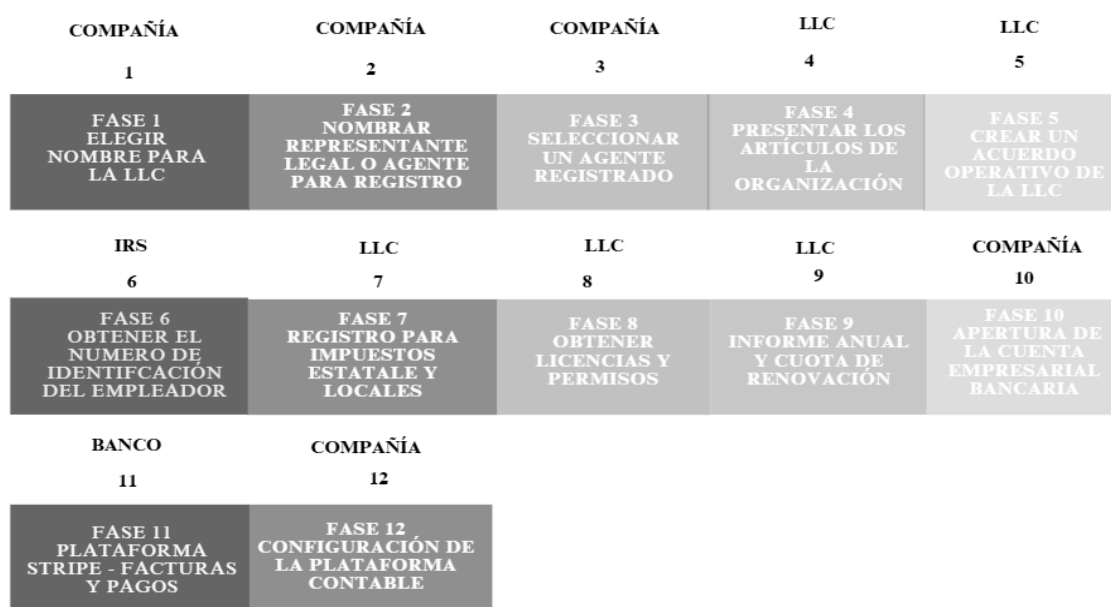 COMPAÑÍA COMPAÑÍA COMPAÑÍA LLC LLC
1 2 3 4 5
FASE 1
ELEGIR
NOMBRE PARA
LA LLC
FASE 2
NOMBRAR
REPRESENTANTE
LEGAL O AGENTE
PARA REGISTRO
FASE 3
SELECCIONAR
UN AGENTE
REGISTRADO
FASE 4
PRESENTAR LOS
ARTÍCULOS DE
LA
ORGANIZACIÓN
FASE 5
CREAR UN
ACUERDO
OPERATIVO DE
LA LLC
IRS LLC LLC LLC COMPAÑÍA
6 7 8 9 10
FASE 6
OBTENER EL
NUMERO DE
IDENTIFCACIÓN
DEL EMPLEADOR
FASE 7
REGISTRO PARA
IMPUESTOS
ESTATALE Y
LOCALES
FASE 8
OBTENER
LICENCIAS Y
PERMISOS
FASE 9
INFORME ANUAL
Y CUOTA DE
RENOVACIÓN
FASE 10
APERTURA DE
LA CUENTA
EMPRESARIAL
BANCARIA
BANCO COMPAÑÍA
11 12
FASE 11
PLATAFORMA
STRIPE - FACTURAS
Y PAGOS
FASE 12
CONFIGURACIÓN DE
LA PLATAFORMA
CONTABLE